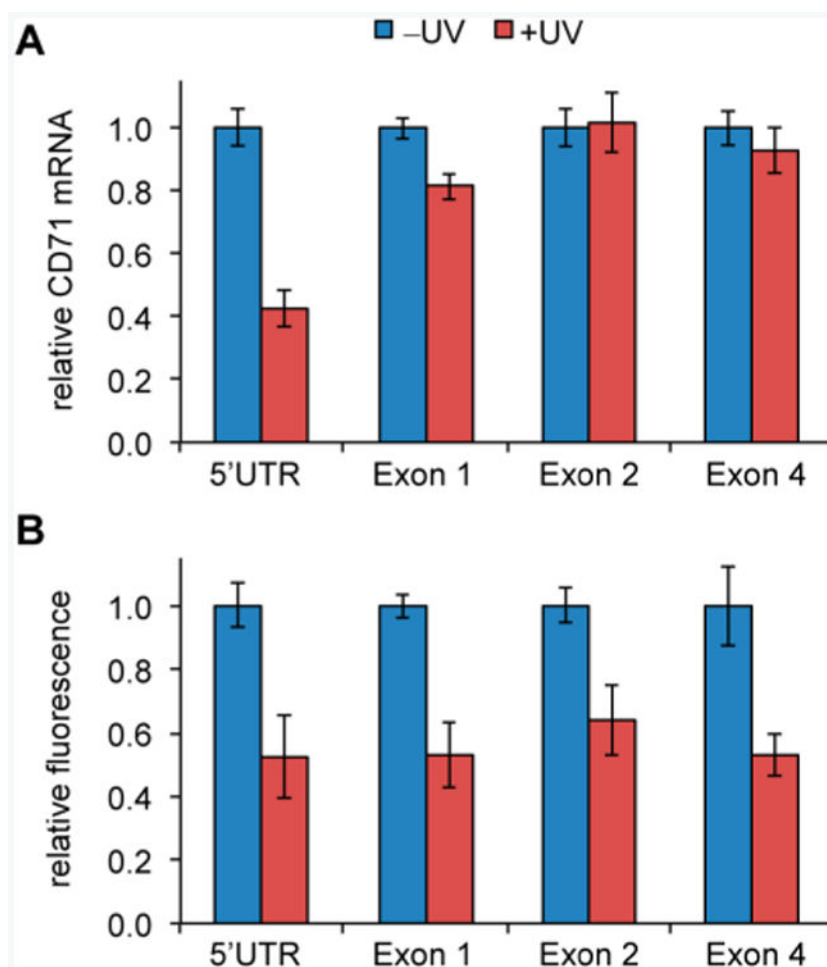 A
–UV +UV
relative CD71 mRNA
1.0
0.8
0.6
0.4
0.2
0.0
5'UTR Exon 1 Exon 2 Exon 4
B
relative fluorescence
1.0
0.8
0.6
0.4
0.2
0.0
5'UTR Exon 1 Exon 2 Exon 4